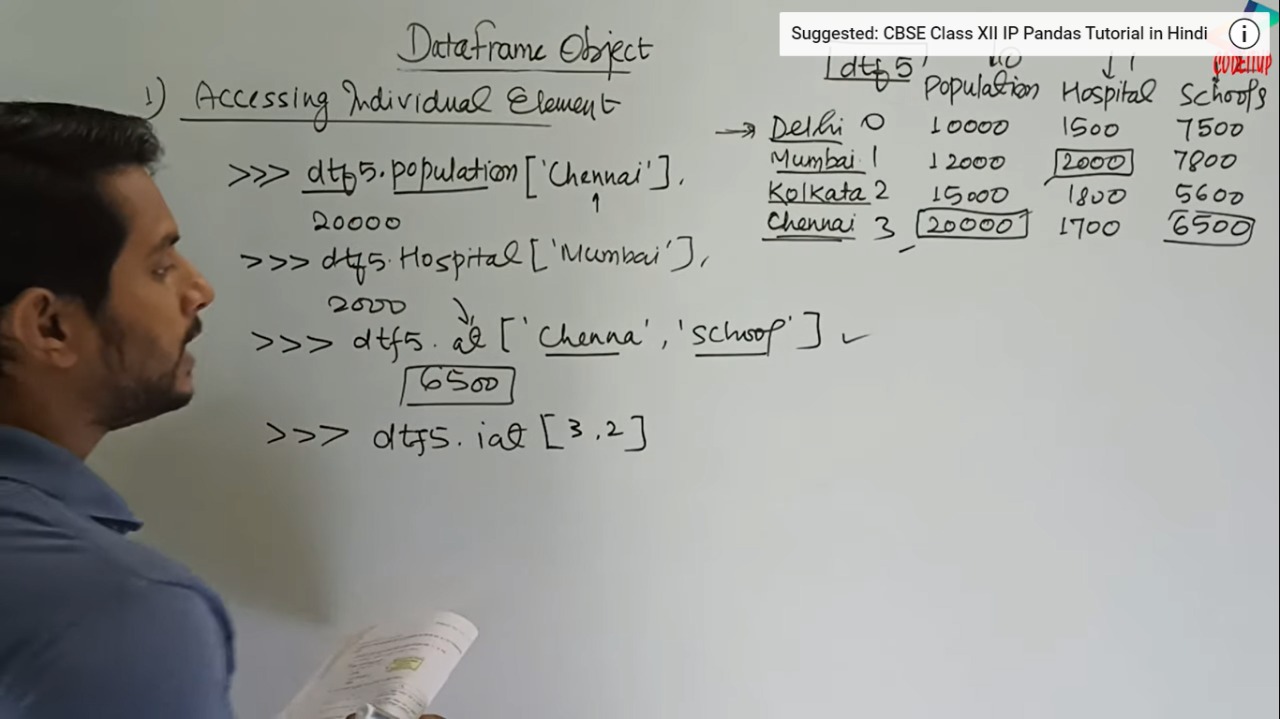 Suggested: CBSE Class XII IP Pandas Tutorial in Hindi
Dataframe Object
1) Accessing Individual Element
>>> dtf5.population['Chennai'].
20000
>>> dtf5.Hospital['Mumbai'],
2000
>>> dtf5.at['Chenna','School']
6500
>>> dtf5.iat[3,2]
dtf5
Population Hospital Schools
Delhi 0 10000 1500 7500
Mumbai 1 12000 2000 7800
Kolkata 2 15000 1800 5600
Chennai 3 20000 1700 6500